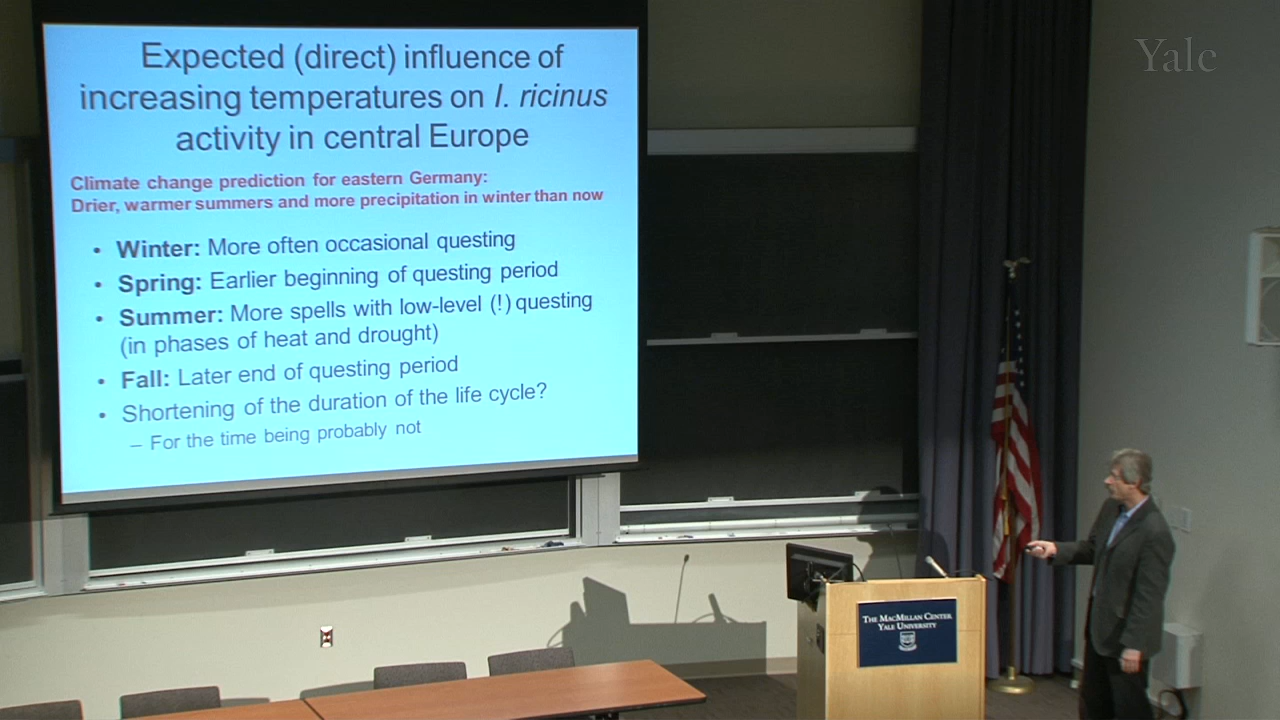 Expected (direct) influence of
increasing temperatures on I. ricinus
activity in central Europe
Climate change prediction for eastern Germany:
Drier, warmer summers and more precipitation in winter than now
• Winter: More often occasional questing
• Spring: Earlier beginning of questing period
• Summer: More spells with low-level (!) questing
(in phases of heat and drought)
• Fall: Later end of questing period
• Shortening of the duration of the life cycle?
– For the time being probably not
Yale
The MacMillan Center
Yale University